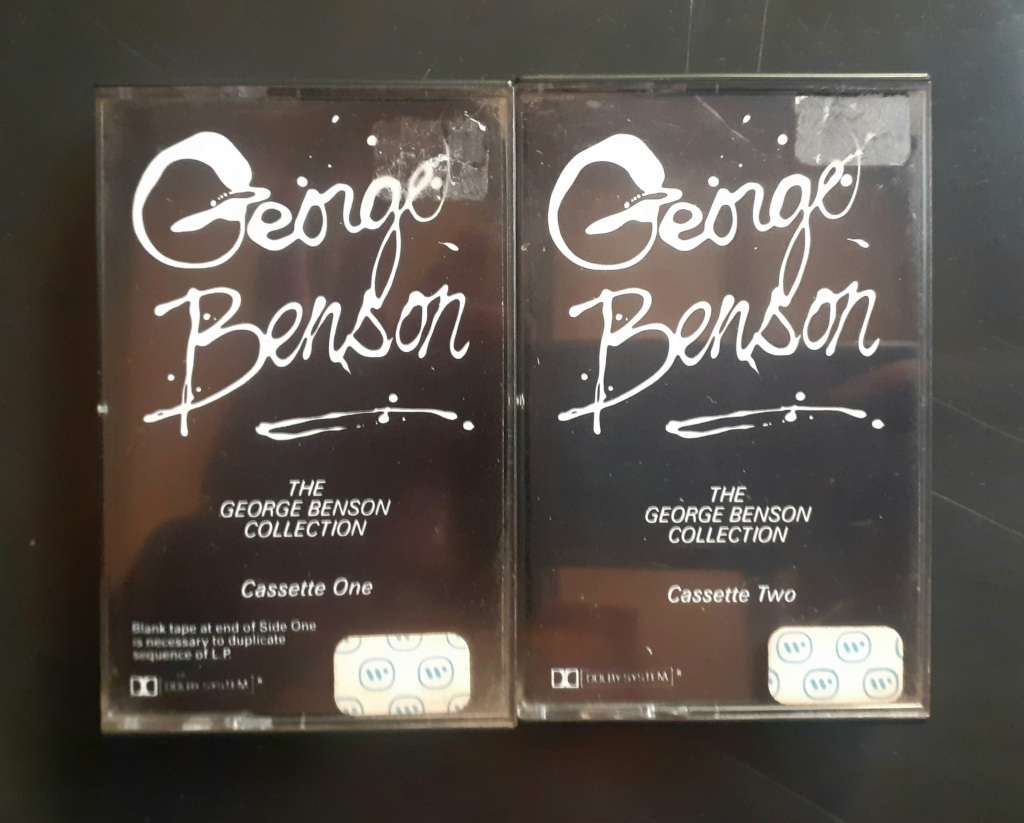 George
Benson
THE
GEORGE BENSON
COLLECTION
Cassette One
Blank tape at end of Side One
is necessary to duplicate
sequence of L.P.
DOLBY SYSTEM
George
Benson
THE
GEORGE BENSON
COLLECTION
Cassette Two
DOLBY SYSTEM